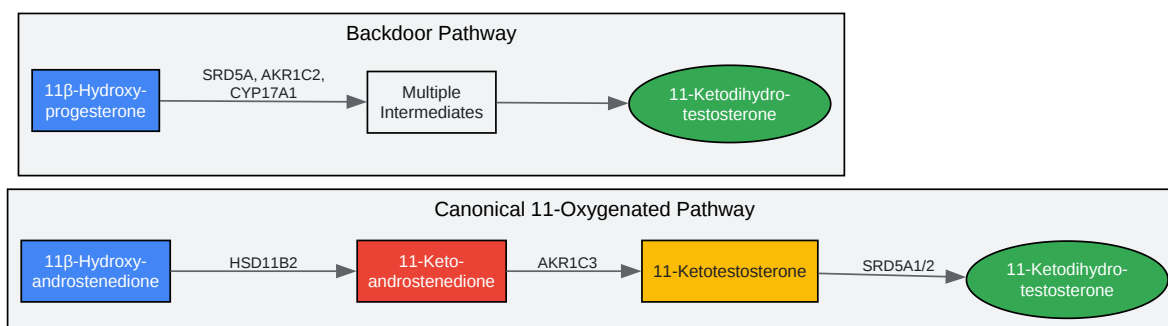 Backdoor Pathway
11β-Hydroxy-
progesterone
SRD5A, AKR1C2,
CYP17A1
Multiple
Intermediates
11-Ketodihydro-
testosterone
Canonical 11-Oxygenated Pathway
11β-Hydroxy-
androstenedione
HSD11B2
11-Keto-
androstenedione
AKR1C3
11-Ketotestosterone
SRD5A1/2
11-Ketodihydro-
testosterone